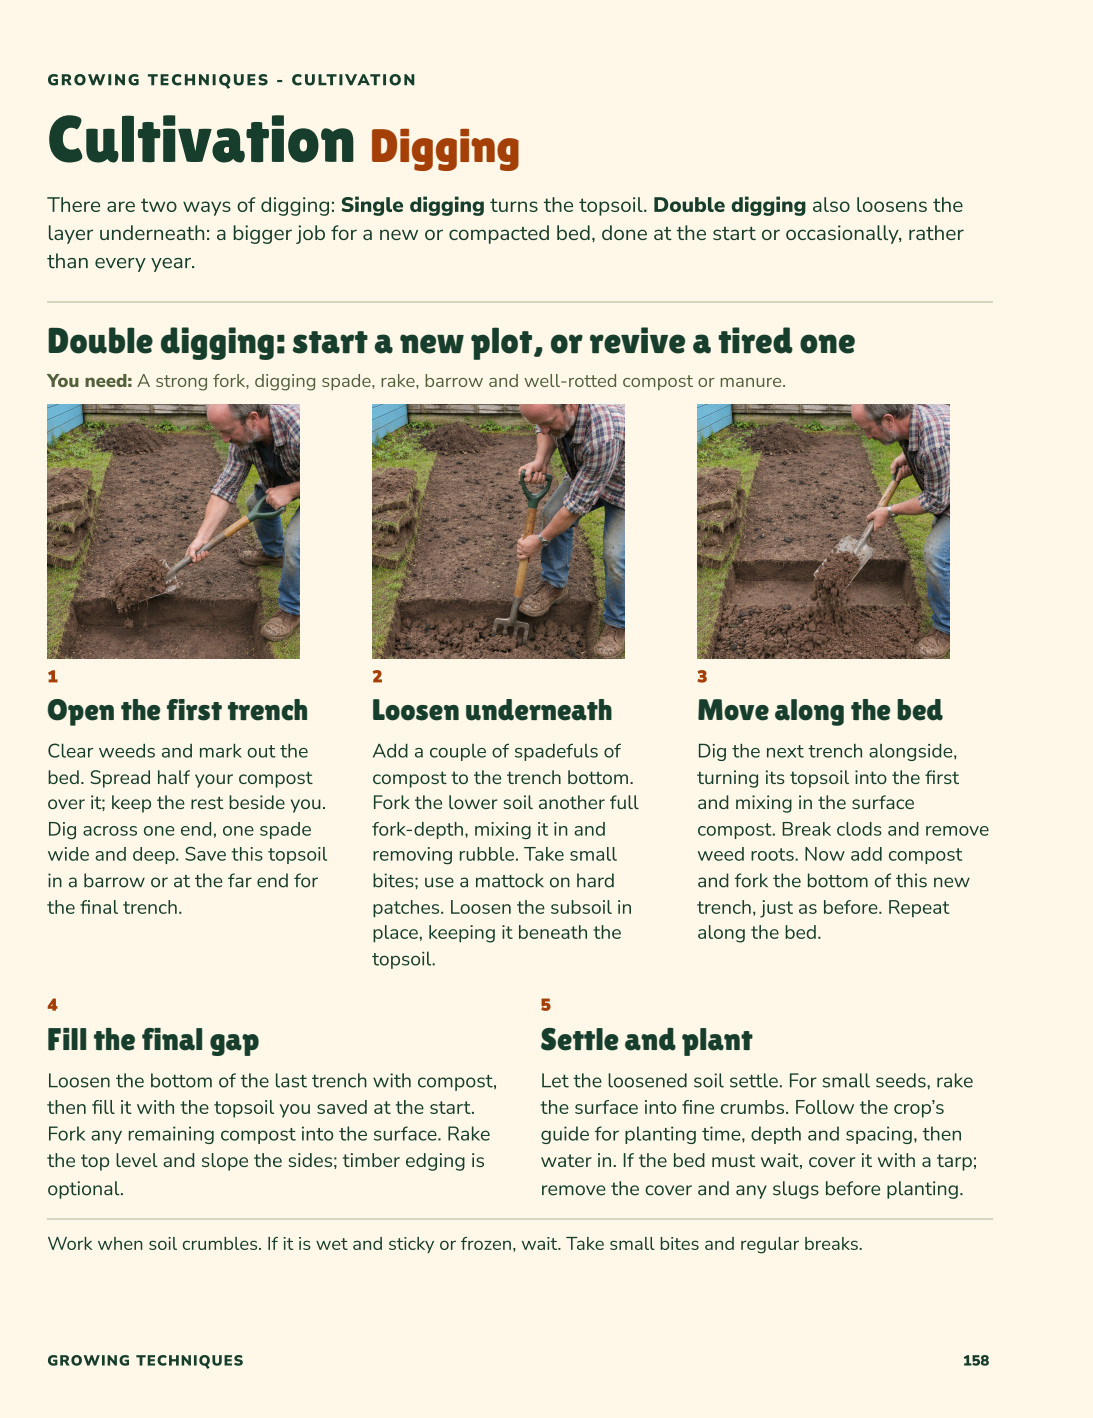 GROWING TECHNIQUES - CULTIVATION
Cultivation Digging
There are two ways of digging: Single digging turns the topsoil. Double digging also loosens the
layer underneath: a bigger job for a new or compacted bed, done at the start or occasionally, rather
than every year.
Double digging: start a new plot, or revive a tired one
You need: A strong fork, digging spade, rake, barrow and well-rotted compost or manure.
1
Open the first trench
Clear weeds and mark out the
bed. Spread half your compost
over it; keep the rest beside you.
Dig across one end, one spade
wide and deep. Save this topsoil
in a barrow or at the far end for
the final trench.
2
Loosen underneath
Add a couple of spadefuls of
compost to the trench bottom.
Fork the lower soil another full
fork-depth, mixing it in and
removing rubble. Take small
bites; use a mattock on hard
patches. Loosen the subsoil in
place, keeping it beneath the
topsoil.
3
Move along the bed
Dig the next trench alongside,
turning its topsoil into the first
and mixing in the surface
compost. Break clods and remove
weed roots. Now add compost
and fork the bottom of this new
trench, just as before. Repeat
along the bed.
4
Fill the final gap
Loosen the bottom of the last trench with compost,
then fill it with the topsoil you saved at the start.
Fork any remaining compost into the surface. Rake
the top level and slope the sides; timber edging is
optional.
5
Settle and plant
Let the loosened soil settle. For small seeds, rake
the surface into fine crumbs. Follow the crop’s
guide for planting time, depth and spacing, then
water in. If the bed must wait, cover it with a tarp;
remove the cover and any slugs before planting.
Work when soil crumbles. If it is wet and sticky or frozen, wait. Take small bites and regular breaks.
GROWING TECHNIQUES
158